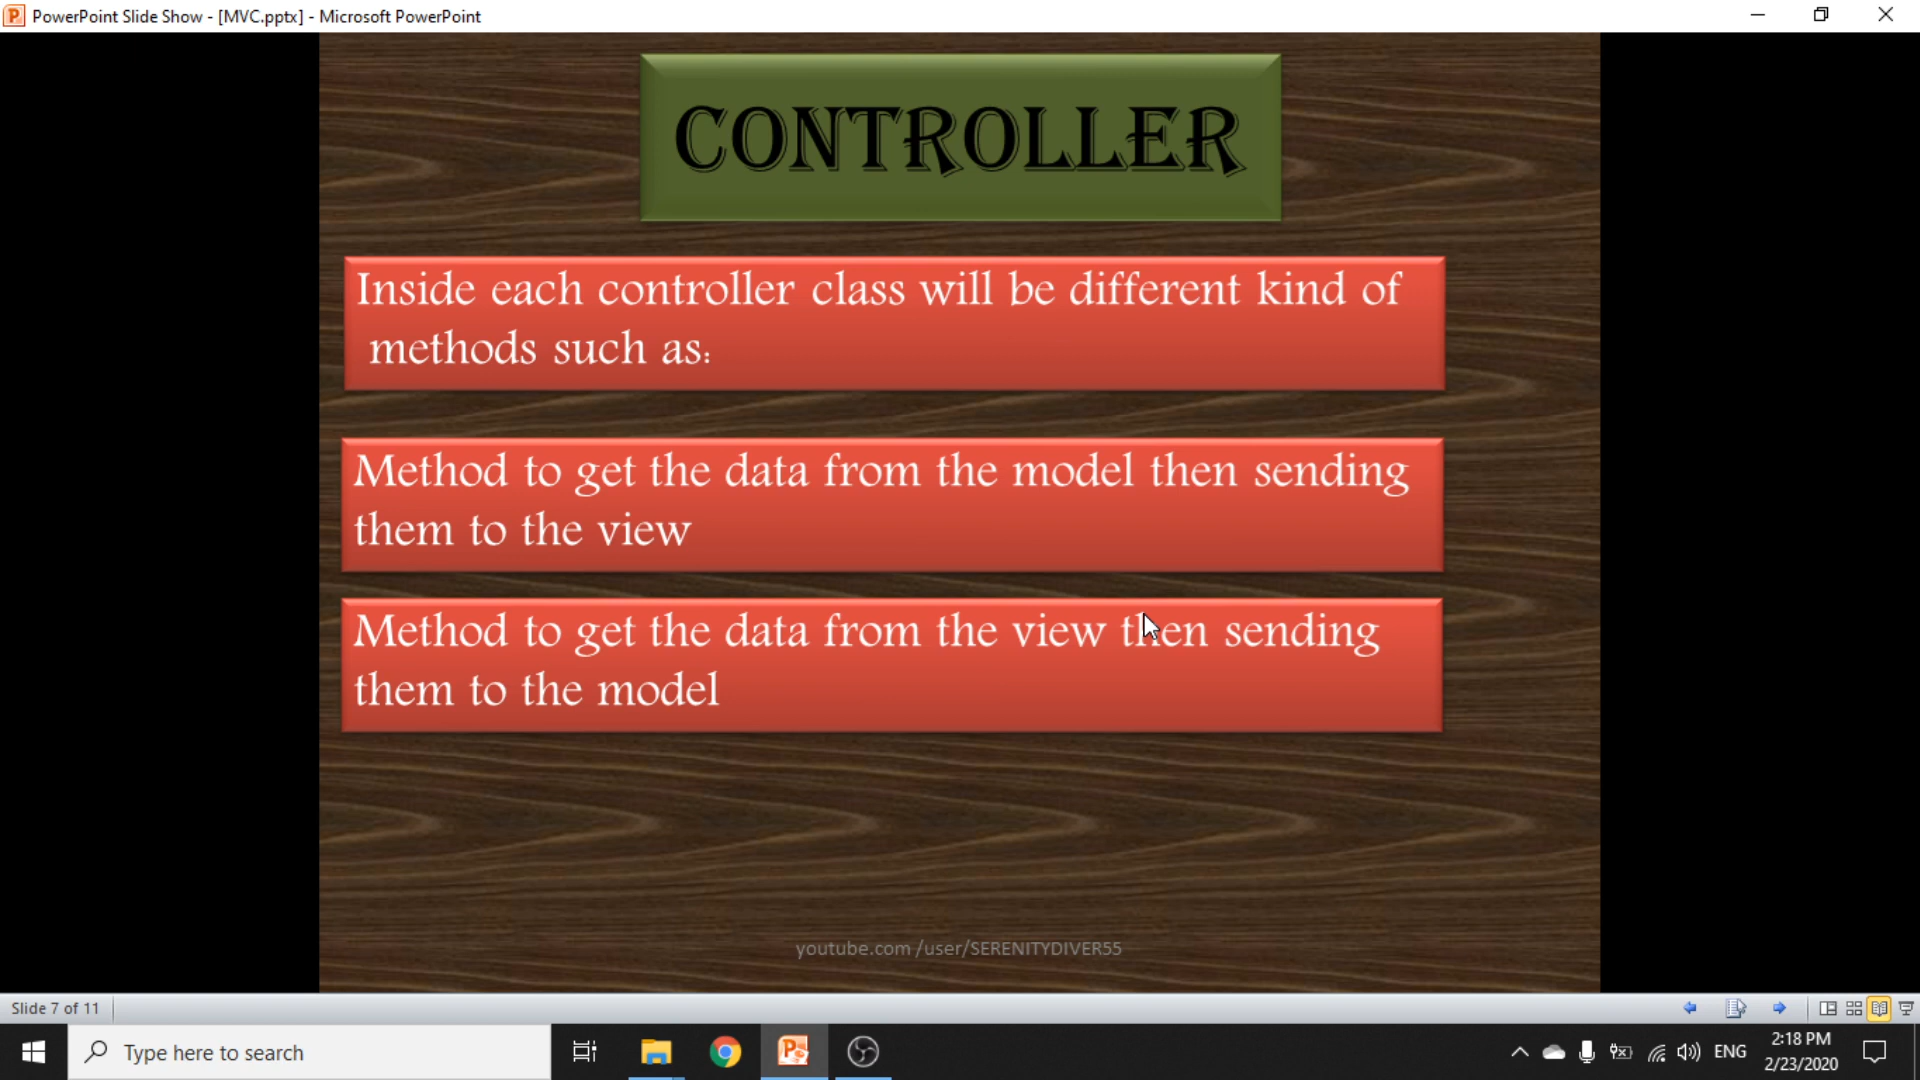 PowerPoint Slide Show - [MVC.pptx] - Microsoft PowerPoint
CONTROLLER
Inside each controller class will be different kind of
methods such as:
Method to get the data from the model then sending
them to the view
Method to get the data from the view then sending
them to the model
youtube.com /user/SERENITYDIVER55
Slide 7 of 11
Type here to search
ENG
2:18 PM
2/23/2020